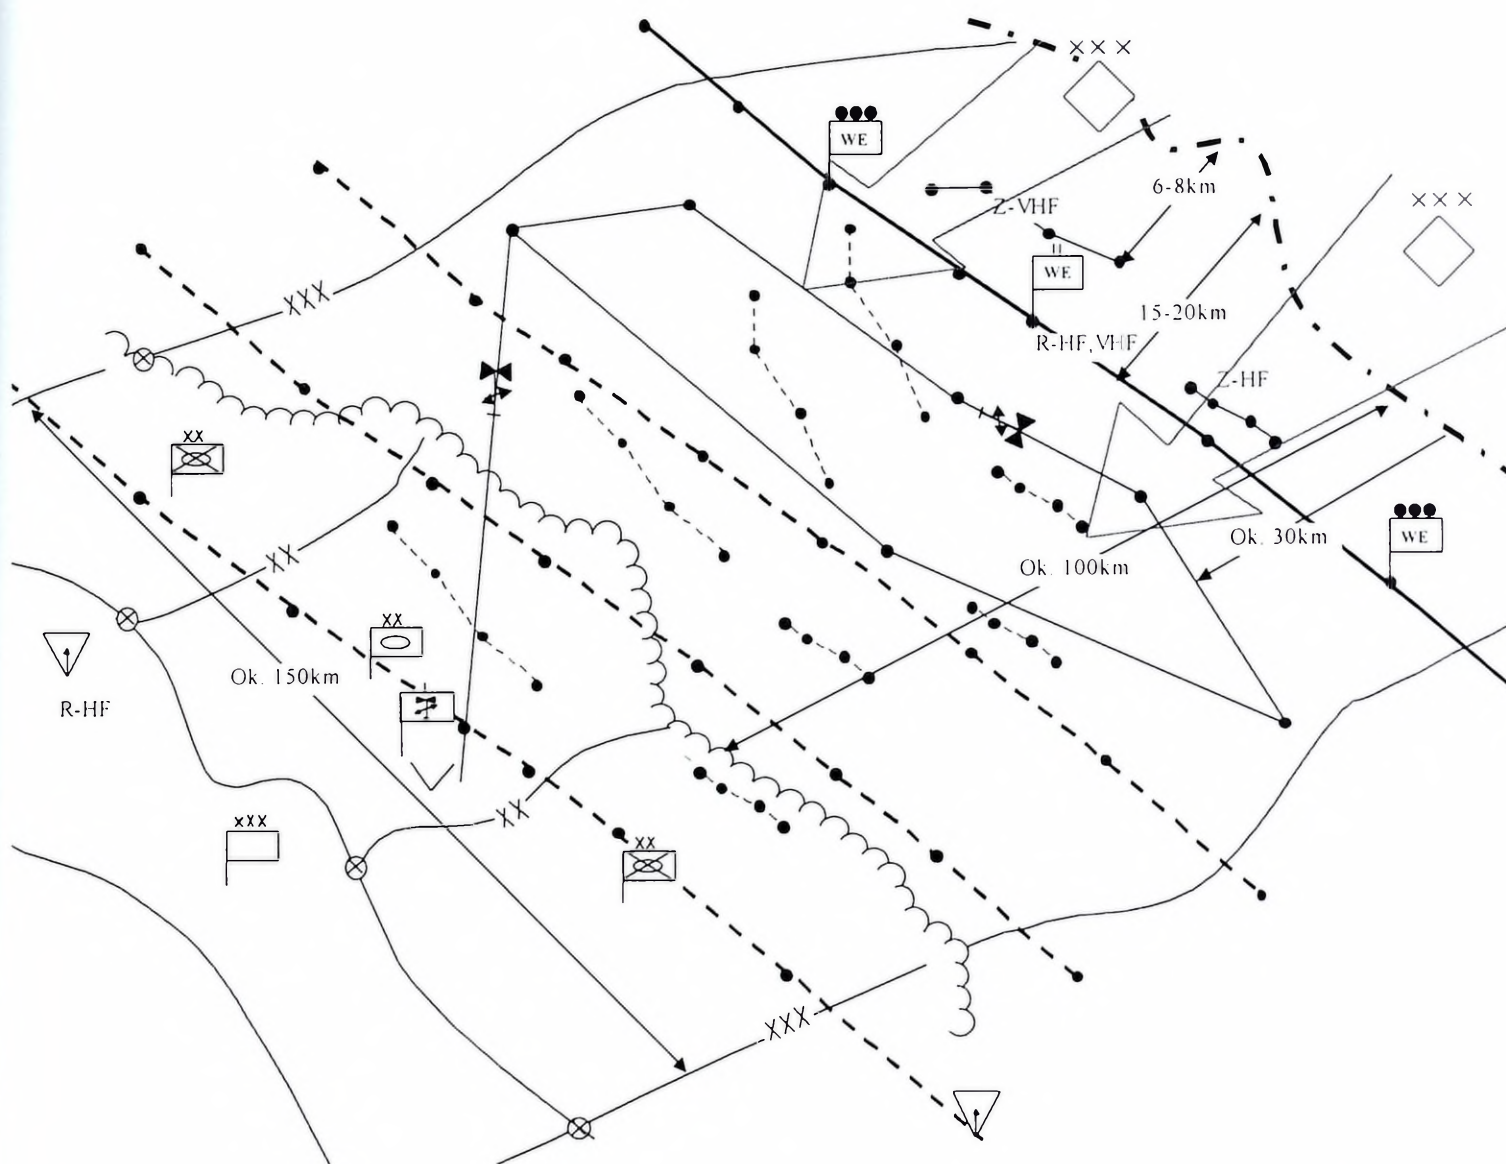 XXX
WE
6-8km
XXX
Z-VHF
II
WE
XXX
15-20km
R-HF, VHF
Z-HF
XX
WE
Ok. 30km
XX
Ok. 100km
XX
Ok. 150km
R-HF
XX
xXX
XX
XXX